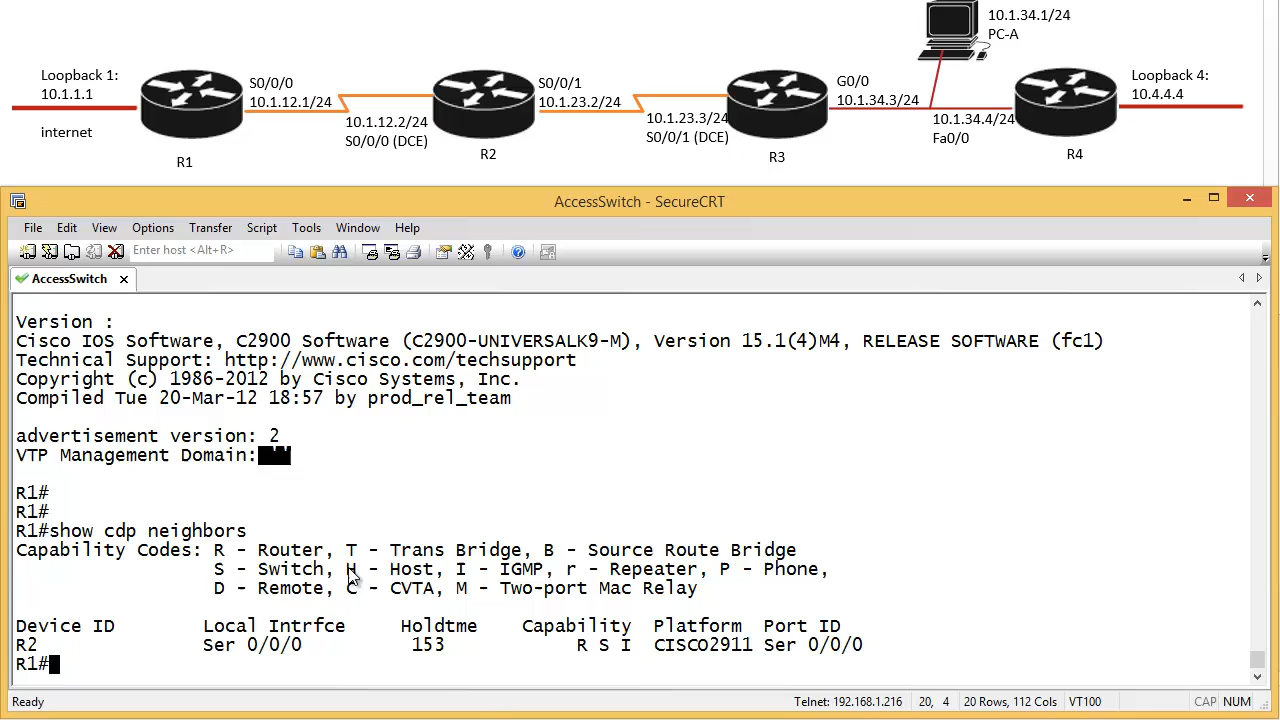 10.1.34.1/24
PC-A
Loopback 1:
10.1.1.1
internet
S0/0/0
10.1.12.1/24
10.1.12.2/24
S0/0/0 (DCE)
S0/0/1
10.1.23.2/24
10.1.23.3/24
S0/0/1 (DCE)
G0/0
10.1.34.3/24
10.1.34.4/24
Fa0/0
Loopback 4:
10.4.4.4
R1
R2
R3
R4
AccessSwitch - SecureCRT
File Edit View Options Transfer Script Tools Window Help
Enter host <Alt+R>
AccessSwitch
Version :
Cisco IOS Software, C2900 Software (C2900-UNIVERSALK9-M), Version 15.1(4)M4, RELEASE SOFTWARE (fc1)
Technical Support: http://www.cisco.com/techsupport
Copyright (c) 1986-2012 by Cisco Systems, Inc.
Compiled Tue 20-Mar-12 18:57 by prod_rel_team
advertisement version: 2
VTP Management Domain:
R1#
R1#
R1#show cdp neighbors
Capability Codes: R - Router, T - Trans Bridge, B - Source Route Bridge
S - Switch, H - Host, I - IGMP, r - Repeater, P - Phone,
D - Remote, C - CVTA, M - Two-port Mac Relay
Device ID Local Intrfce Holdtme Capability Platform Port ID
R2 Ser 0/0/0 153 R S I CISCO2911 Ser 0/0/0
R1#
Ready Telnet: 192.168.1.216 20, 4 20 Rows, 112 Cols VT100 CAP NUM